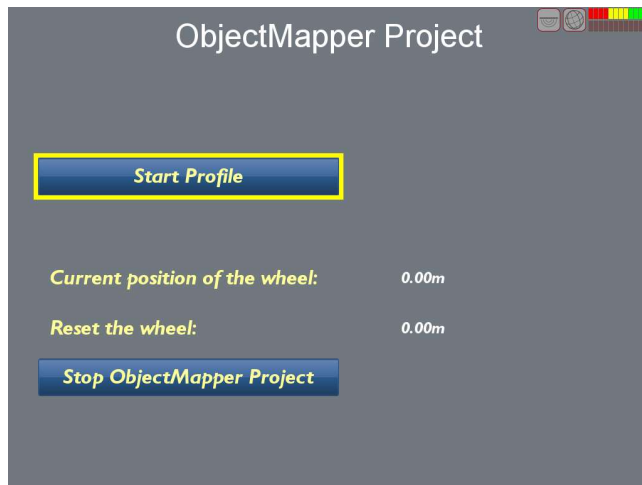 ObjectMapper Project
Start Profile
Current position of the wheel: 0.00m
Reset the wheel: 0.00m
Stop ObjectMapper Project